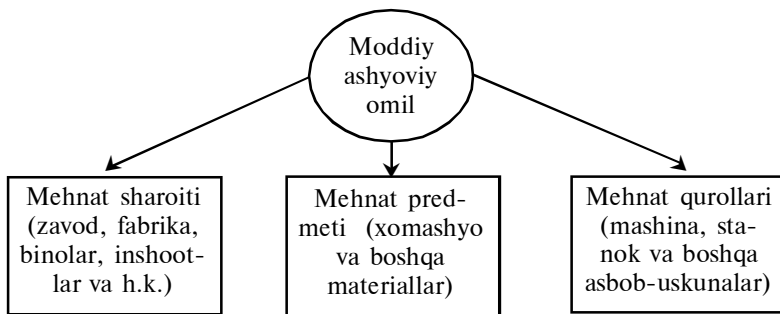 Moddiy
ashyoviy
omil
Mehnat sharoiti
(zavod, fabrika,
binolar, inshoot-
lar va h.k.)
Mehnat pred-
meti (xomashyo
va boshqa
materiallar)
Mehnat qurollari
(mashina, sta-
nok va boshqa
asbob-uskunalar)